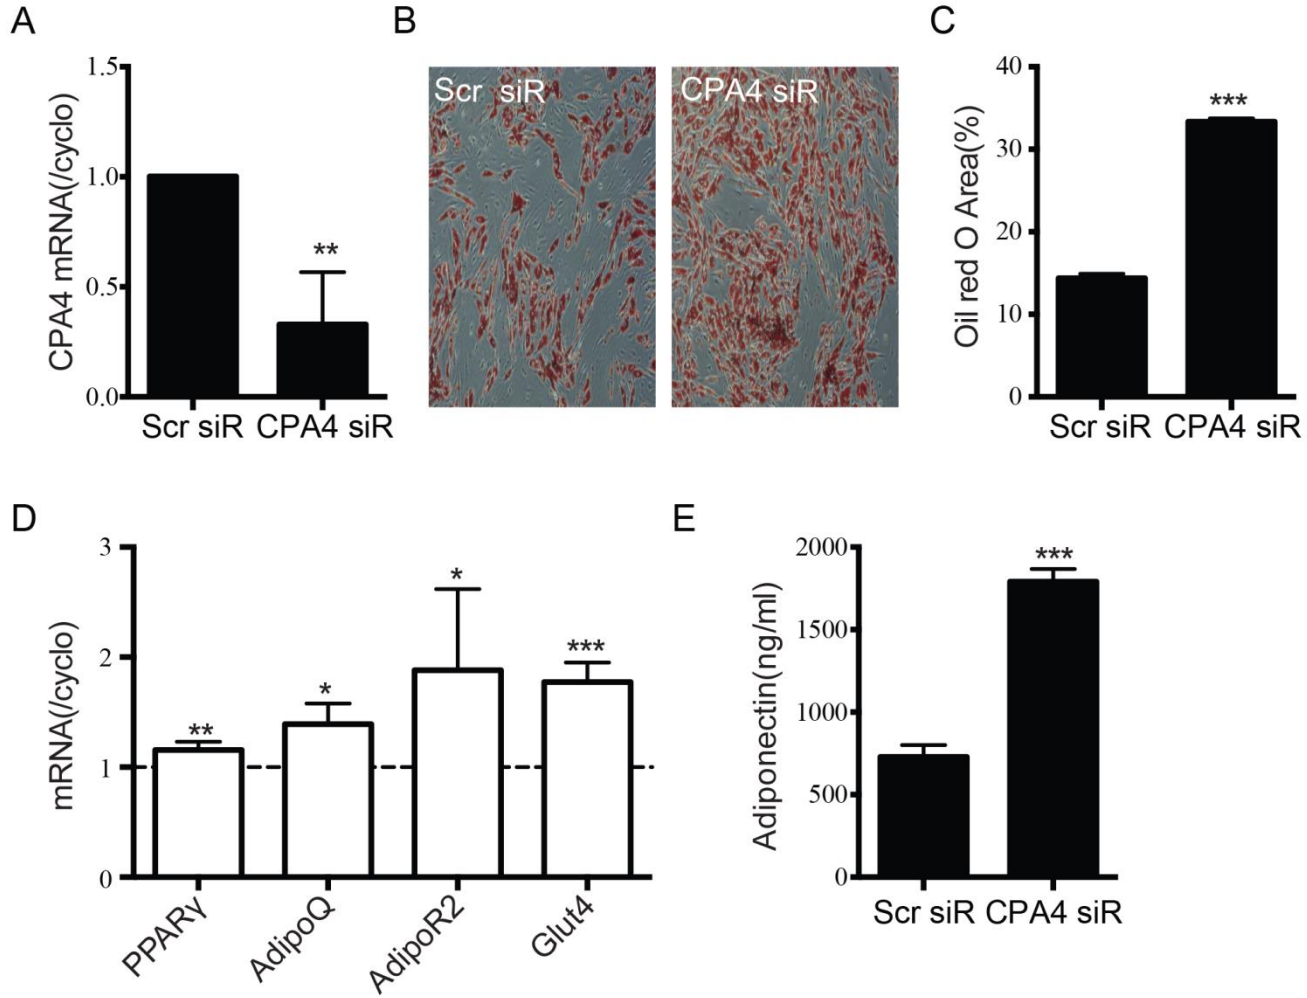 A
CPA4 mRNA(/cyclo)
1.5
1.0
0.5
0.0
**
Scr siR CPA4 siR
B
Scr siR
CPA4 siR
C
Oil red O Area(%)
40
30
20
10
0
***
Scr siR CPA4 siR
D
mRNA(/cyclo)
3
2
1
0
**
*
*
***
PPARγ
AdipoQ
AdipoR2
Glut4
E
Adiponectin(ng/ml)
2000
1500
1000
500
0
***
Scr siR CPA4 siR